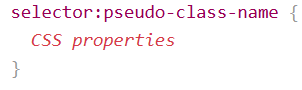 selector:pseudo-class-name {
  CSS properties
}